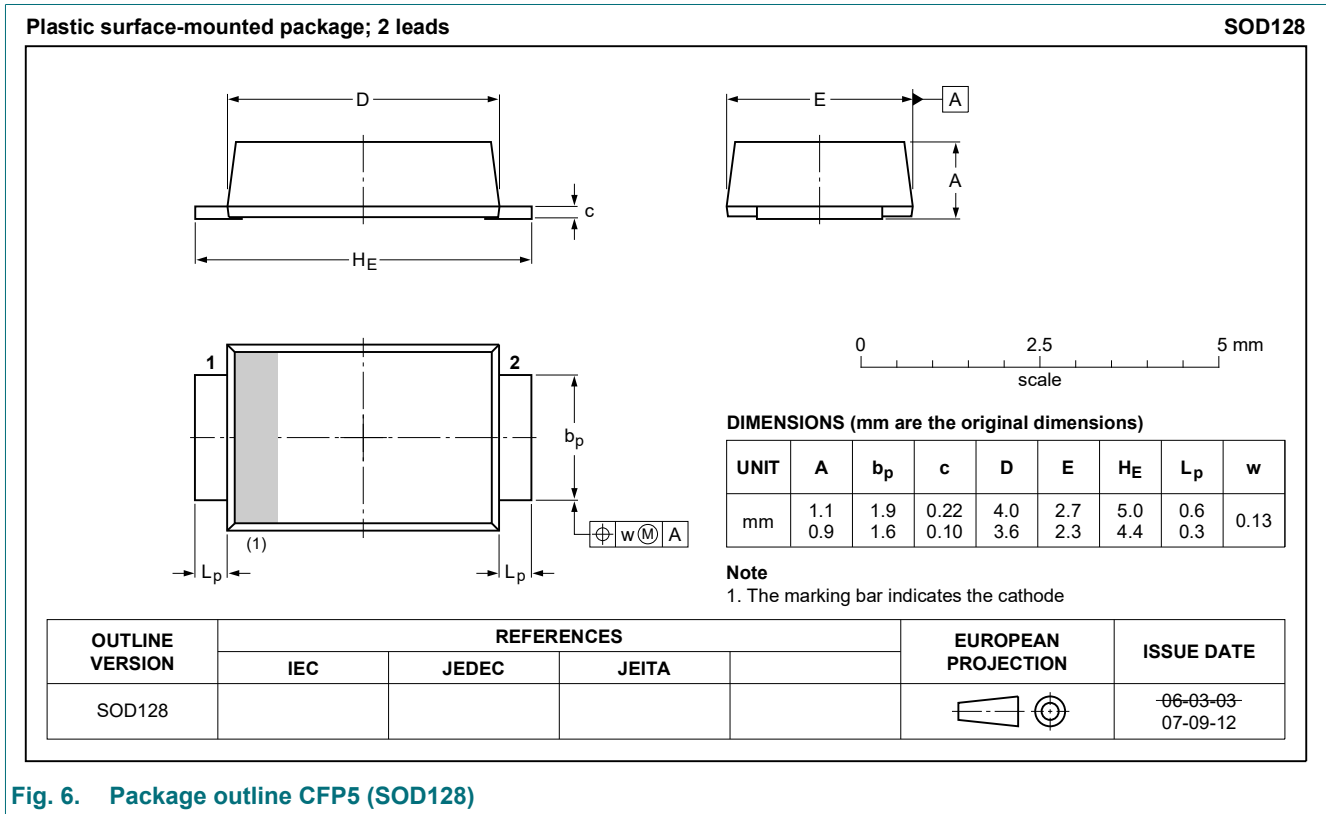 Plastic surface-mounted package; 2 leads SOD128
D
E A
A
c
HE
1 2
bp
w M A
(1)
Lp Lp
0 2.5 5 mm
scale
DIMENSIONS (mm are the original dimensions)
UNIT A bp c D E HE Lp w
mm 1.1 1.9 0.22 4.0 2.7 5.0 0.6 0.13
0.9 1.6 0.10 3.6 2.3 4.4 0.3
Note
1. The marking bar indicates the cathode
OUTLINE VERSION REFERENCES EUROPEAN PROJECTION ISSUE DATE
IEC JEDEC JEITA
SOD128 06-03-03
07-09-12
Fig. 6. Package outline CFP5 (SOD128)